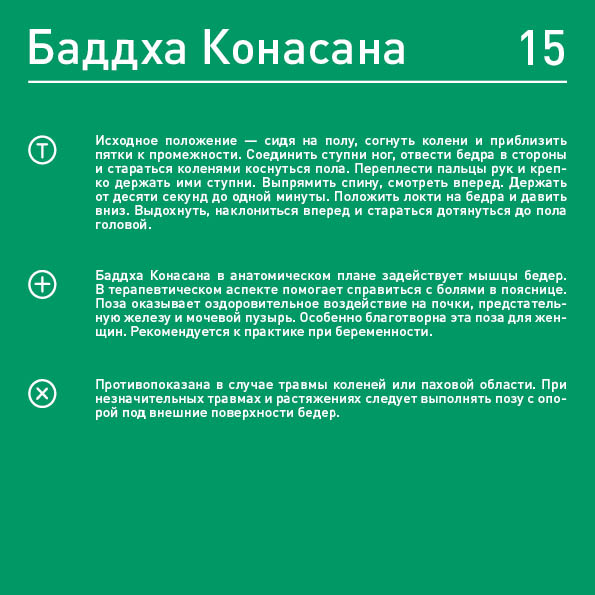 Баддха Конасана 15
Т
Исходное положение — сидя на полу, согнуть колени и приблизить
пятки к промежности. Соединить ступни ног, отвести бедра в стороны
и стараться коленями коснуться пола. Переплести пальцы рук и креп-
ко держать ими ступни. Выпрямить спину, смотреть вперед. Держать
от десяти секунд до одной минуты. Положить локти на бедра и давить
вниз. Выдохнуть, наклониться вперед и стараться дотянуться до пола
головой.
Баддха Конасана в анатомическом плане задействует мышцы бедер.
В терапевтическом аспекте помогает справиться с болями в пояснице.
Поза оказывает оздоровительное воздействие на почки, предстатель-
ную железу и мочевой пузырь. Особенно благотворна эта поза для жен-
щин. Рекомендуется к практике при беременности.
Противопоказана в случае травмы коленей или паховой области. При
незначительных травмах и растяжениях следует выполнять позу с опо-
рой под внешние поверхности бедер.